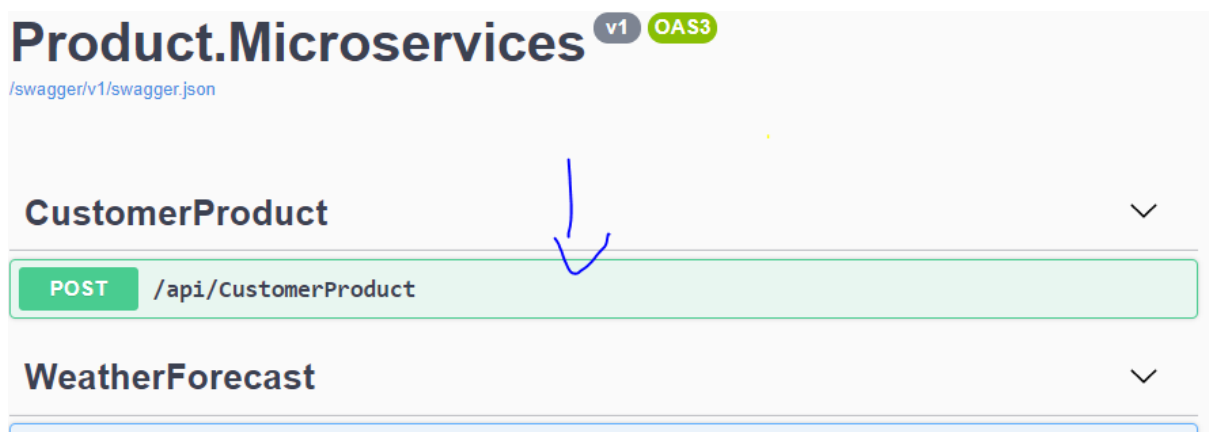 Product.Microservices v1 OAS3
/swagger/v1/swagger.json
CustomerProduct
POST /api/CustomerProduct
WeatherForecast